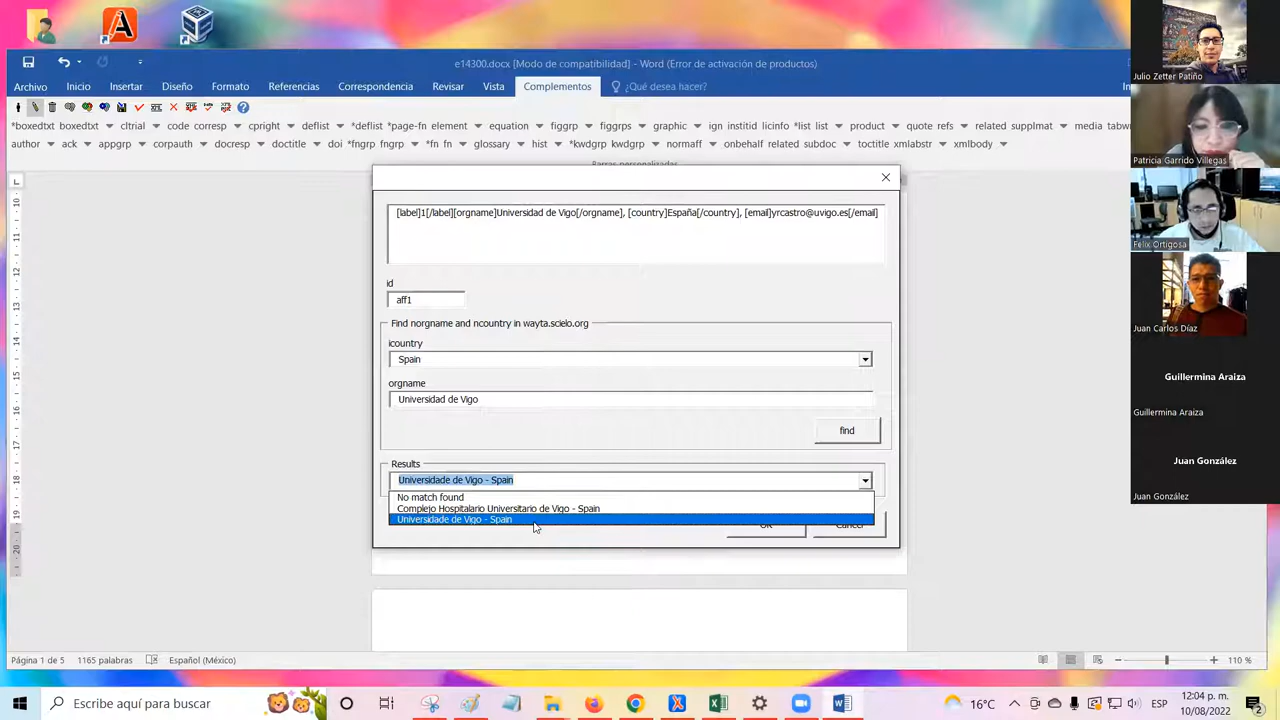 Julio Zetter Patiño
e14300.docx [Modo de compatibilidad] - Word (Error de activación de productos)
Archivo Inicio Insertar Diseño Formato Referencias Correspondencia Revisar Vista Complementos ¿Qué desea hacer?
*boxedtxt boxedtxt cltrial code corresp cpright deflist *deflist *page-fn element equation figgrp figgrps graphic ign institid licinfo *list list product quote refs related supplmat media tabw
author ack appgrp corpauth docresp doctitle doi *fngrp fngrp *fn fn glossary hist *kwdgrp kwdgrp normaff onbehalf related subdoc toctitle xmlabstr xmlbody
Barras personalizadas
Patricia Garrido Villegas
[label]1[/label][orgname]Universidad de Vigo[/orgname], [country]España[/country], [email]yrcastro@uvigo.es[/email]
Felix Ortigosa
id
aff1
Find norgname and ncountry in wayta.scielo.org
Juan Carlos Díaz
icountry
Spain
orgname
Universidad de Vigo
find
Guillermina Araiza
Guillermina Araiza
Results
Universidade de Vigo - Spain
No match found
Complejo Hospitalario Universitario de Vigo - Spain
Universidade de Vigo - Spain
OK Cancel
Juan González
Juan González
Página 1 de 5 1165 palabras Español (México) 110 %
Escribe aquí para buscar
16°C ESP 12:04 p. m.
10/08/2022
2